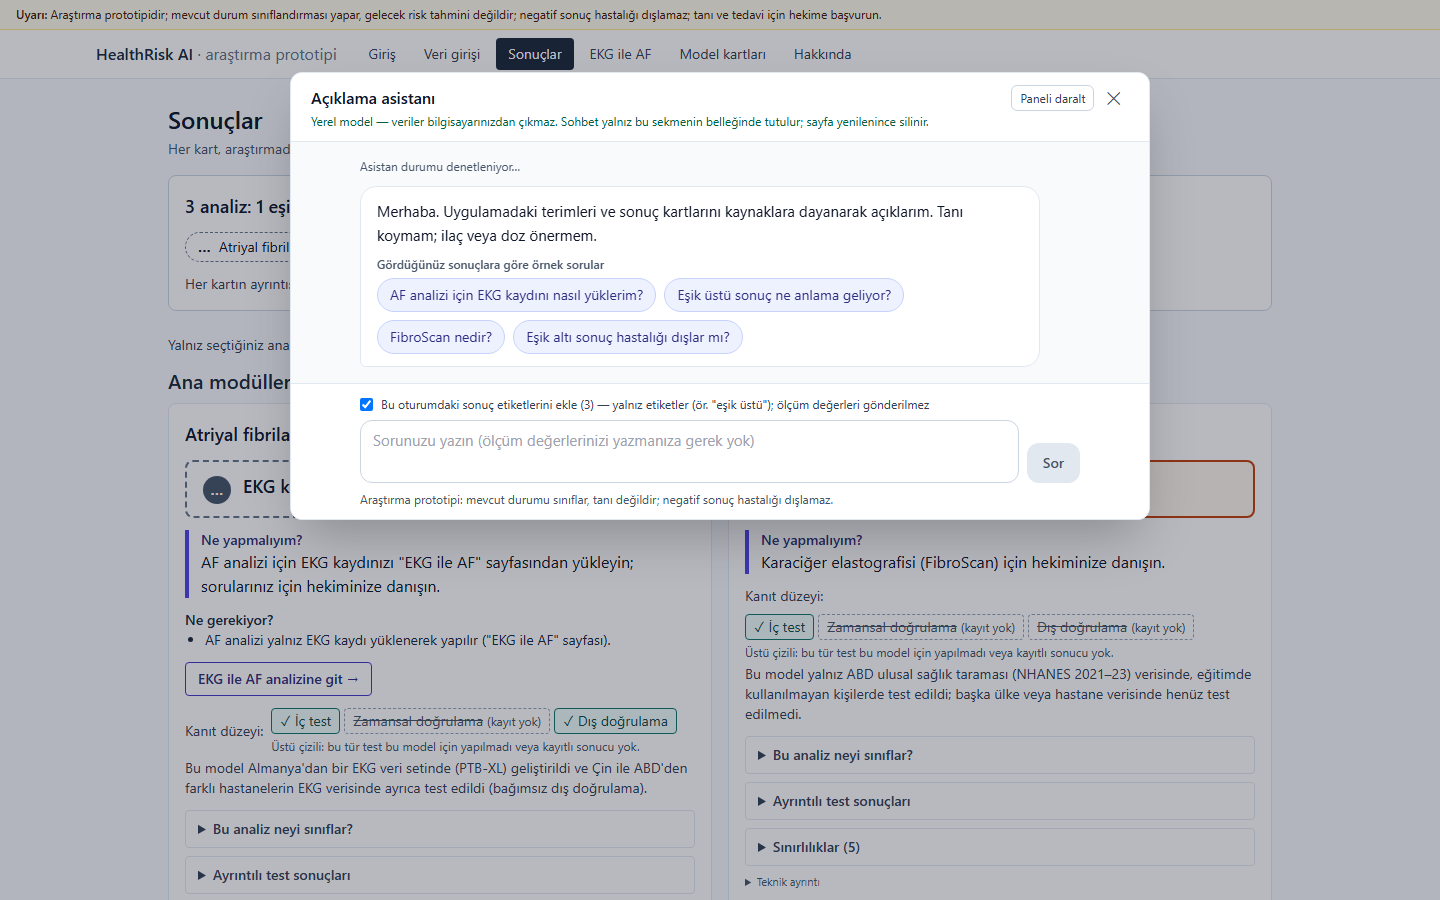 Uyarı: Araştırma prototipidir; mevcut durum sınıflandırması yapar, gelecek risk tahmini değildir; negatif sonuç hastalığı dışlamaz; tanı ve tedavi için hekime başvurun.
HealthRisk AI · araştırma prototipi
Giriş
Veri girişi
Sonuçlar
EKG ile AF
Model kartları
Hakkında
Açıklama asistanı
Paneli daralt
Yerel model — veriler bilgisayarınızdan çıkmaz. Sohbet yalnız bu sekmenin belleğinde tutulur; sayfa yenilenince silinir.
Asistan durumu denetleniyor...
Merhaba. Uygulamadaki terimleri ve sonuç kartlarını kaynaklara dayanarak açıklarım. Tanı
koymam; ilaç veya doz önermem.
Gördüğünüz sonuçlara göre örnek sorular
AF analizi için EKG kaydını nasıl yüklerim?
Eşik üstü sonuç ne anlama geliyor?
FibroScan nedir?
Eşik altı sonuç hastalığı dışlar mı?
Bu oturumdaki sonuç etiketlerini ekle (3) — yalnız etiketler (ör. "eşik üstü"); ölçüm değerleri gönderilmez
Sorunuzu yazın (ölçüm değerlerinizi yazmanıza gerek yok)
Sor
Araştırma prototipi: mevcut durumu sınıflar, tanı değildir; negatif sonuç hastalığı dışlamaz.
Sonuçlar
Her kart, araştırmad
3 analiz: 1 eşi
... Atriyal fibril
Her kartın ayrıntıs
Yalnız seçtiğiniz ana
Ana modüller
Atriyal fibrila
... EKG k
Ne yapmalıyım?
AF analizi için EKG kaydınızı "EKG ile AF" sayfasından yükleyin;
sorularınız için hekiminize danışın.
Ne gerekiyor?
• AF analizi yalnız EKG kaydı yüklenerek yapılır ("EKG ile AF" sayfası).
EKG ile AF analizine git →
Kanıt düzeyi:
✓ İç test
Zamansal doğrulama (kayıt yok)
✓ Dış doğrulama
Üstü çizili: bu tür test bu model için yapılmadı veya kayıtlı sonucu yok.
Bu model Almanya'dan bir EKG veri setinde (PTB-XL) geliştirildi ve Çin ile ABD'den
farklı hastanelerin EKG verisinde ayrıca test edildi (bağımsız dış doğrulama).
▶ Bu analiz neyi sınıflar?
▶ Ayrıntılı test sonuçları
Ne yapmalıyım?
Karaciğer elastografisi (FibroScan) için hekiminize danışın.
Kanıt düzeyi:
✓ İç test
Zamansal doğrulama (kayıt yok)
Dış doğrulama (kayıt yok)
Üstü çizili: bu tür test bu model için yapılmadı veya kayıtlı sonucu yok.
Bu model yalnız ABD ulusal sağlık taraması (NHANES 2021–23) verisinde, eğitimde
kullanılmayan kişilerde test edildi; başka ülke veya hastane verisinde henüz test
edilmedi.
▶ Bu analiz neyi sınıflar?
▶ Ayrıntılı test sonuçları
▶ Sınırlılıklar (5)
▶ Teknik ayrıntı